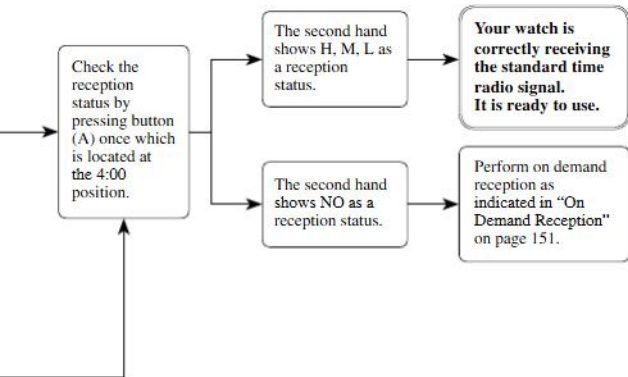 Check the
reception
status by
pressing button
(A) once which
is located at
the 4:00
position.
The second hand
shows H, M, L as
a reception
status.
Your watch is
correctly receiving
the standard time
radio signal.
It is ready to use.
The second hand
shows NO as a
reception status.
Perform on demand
reception as
indicated in “On
Demand Reception”
on page 151.